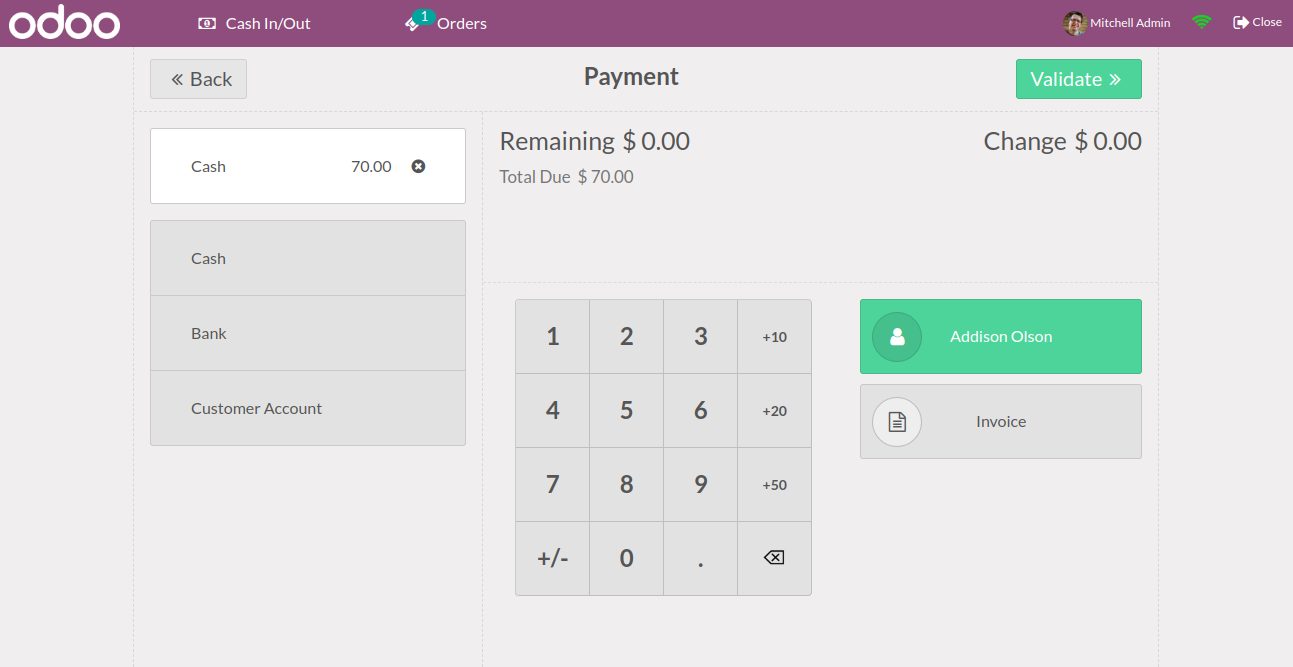 odoo
Cash In/Out
1
Orders
Mitchell Admin
Close
Back
Payment
Validate
Cash 70.00
Remaining $ 0.00
Change $ 0.00
Total Due $ 70.00
Cash
Bank
Customer Account
1 2 3 +10
4 5 6 +20
7 8 9 +50
+/- 0 .
Addison Olson
Invoice